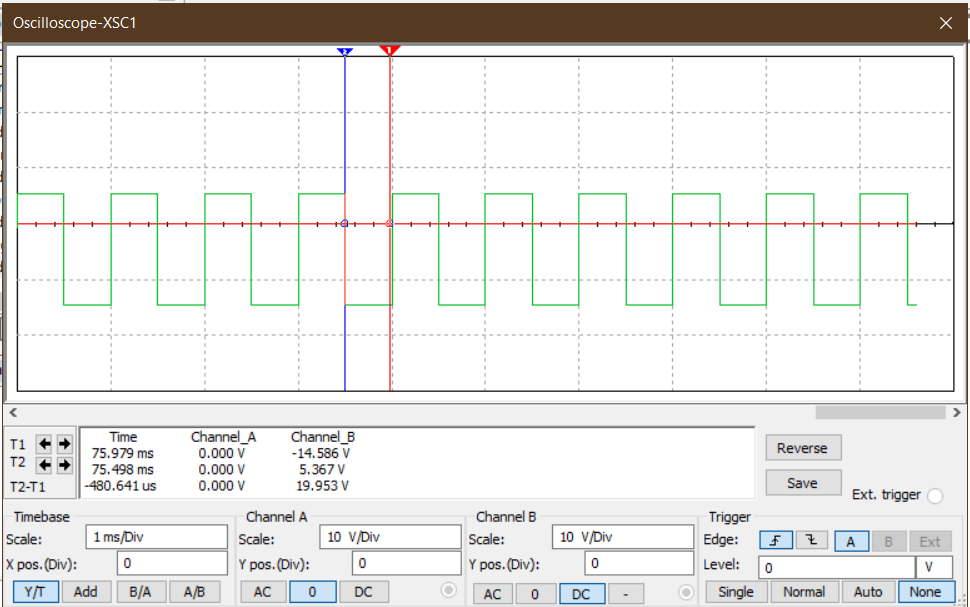 Oscilloscope-XSC1
2 1
T1
T2
T2-T1
Time Channel_A Channel_B
75.979 ms 0.000 V -14.586 V
75.498 ms 0.000 V 5.367 V
-480.641 us 0.000 V 19.953 V
Reverse
Save
Ext. trigger
Timebase
Scale: 1 ms/Div
X pos.(Div): 0
Y/T Add B/A A/B
Channel A
Scale: 10 V/Div
Y pos.(Div): 0
AC 0 DC
Channel B
Scale: 10 V/Div
Y pos.(Div): 0
AC 0 DC -
Trigger
Edge: A B Ext
Level: 0 V
Single Normal Auto None